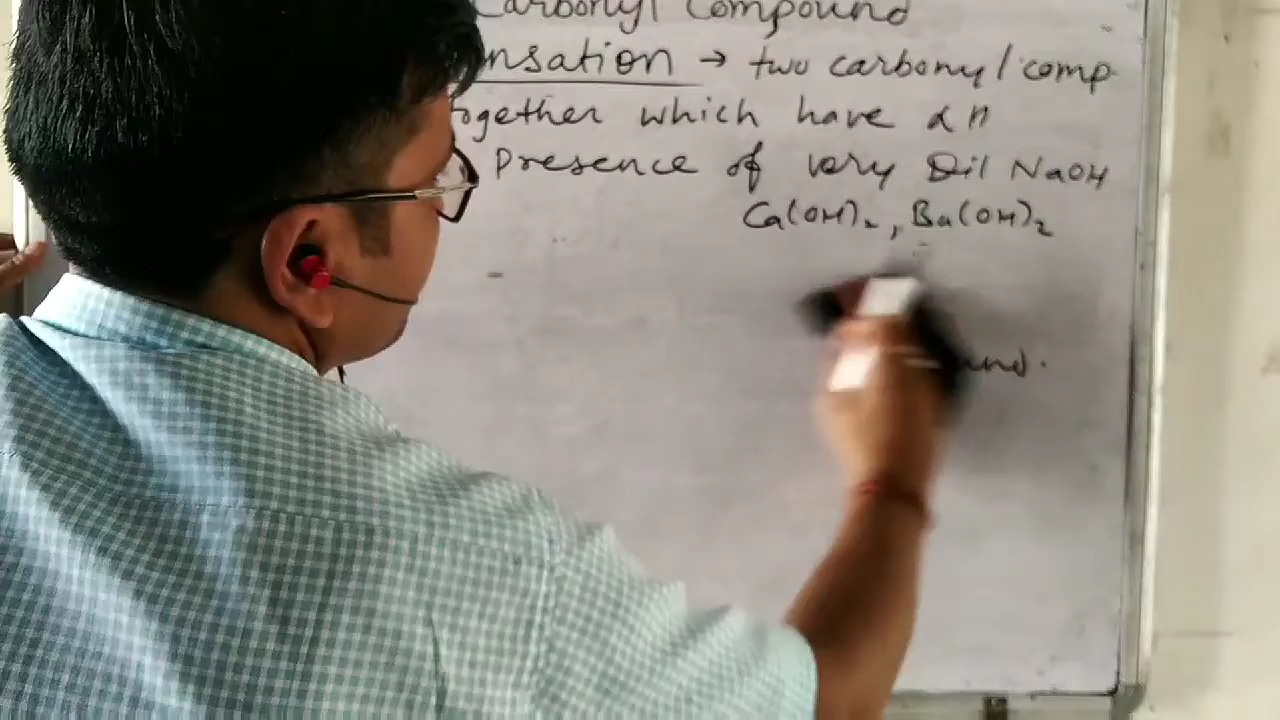 Carbonyl Compound
nsation → two carbonyl comp
ogether which have α H
Presence of very Dil NaOH
Ca(OH)₂, Ba(OH)₂
und.